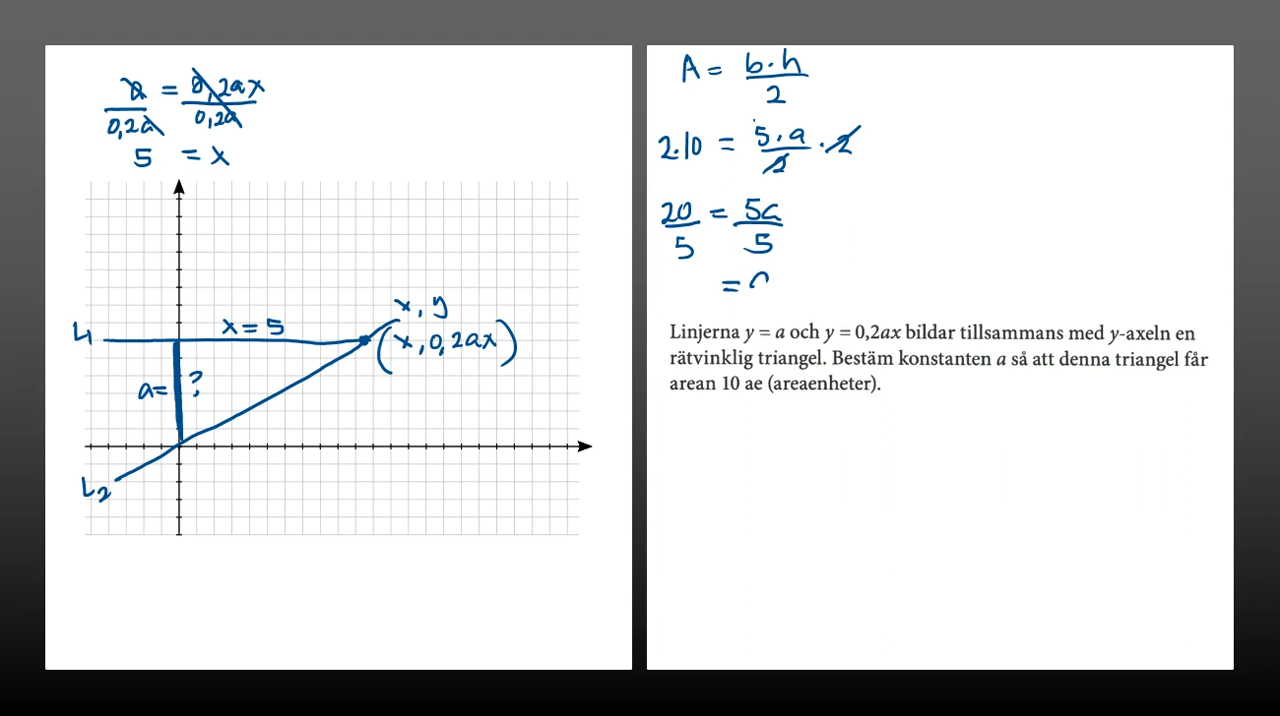 a = 0,2ax
0,2a 0,2a
5 = x
L1
x = 5
x, y
(x, 0,2ax)
a= ?
L2
A = b·h
2
2·10 = 5·a · 2
2
20 = 5a
5 5
=
Linjerna y = a och y = 0,2ax bildar tillsammans med y-axeln en
rätvinklig triangel. Bestäm konstanten a så att denna triangel får
arean 10 ae (areaenheter).